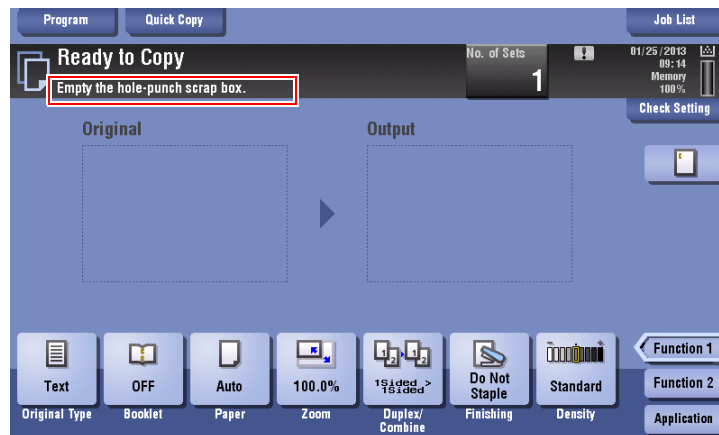 Program
Quick Copy
Job List
Ready to Copy
Empty the hole-punch scrap box.
No. of Sets
1
01/25/2013
09:14
Memory
100%
Check Setting
Original
Output
Text
OFF
Auto
100.0%
1Sided >
1Sided
Do Not
Staple
Standard
Original Type
Booklet
Paper
Zoom
Duplex/
Combine
Finishing
Density
Function 1
Function 2
Application